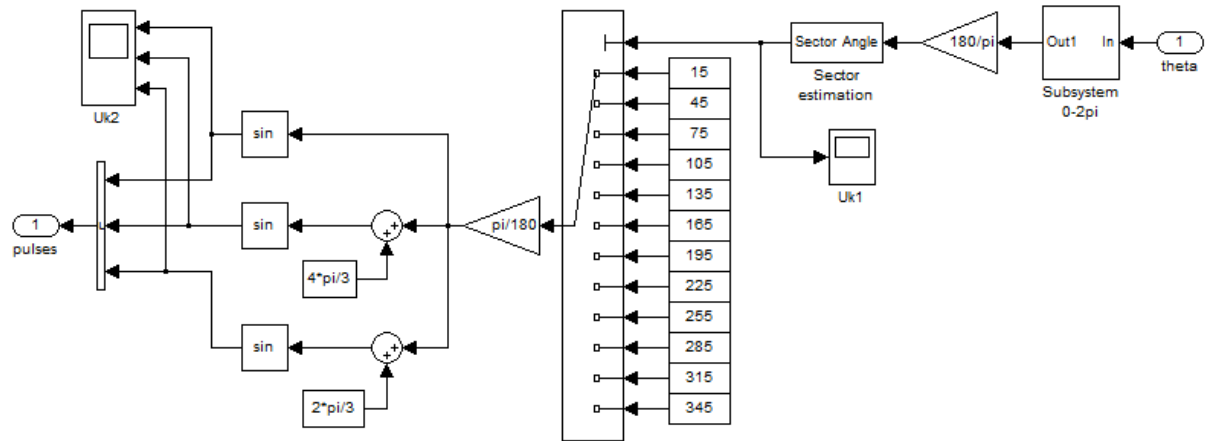 Uk2
sin
sin
sin
4*pi/3
2*pi/3
1
pulses
pi/180
15
45
75
105
135
165
195
225
255
285
315
345
Sector Angle
Sector
estimation
Uk1
180/pi
Out1
In
Subsystem
0-2pi
1
theta